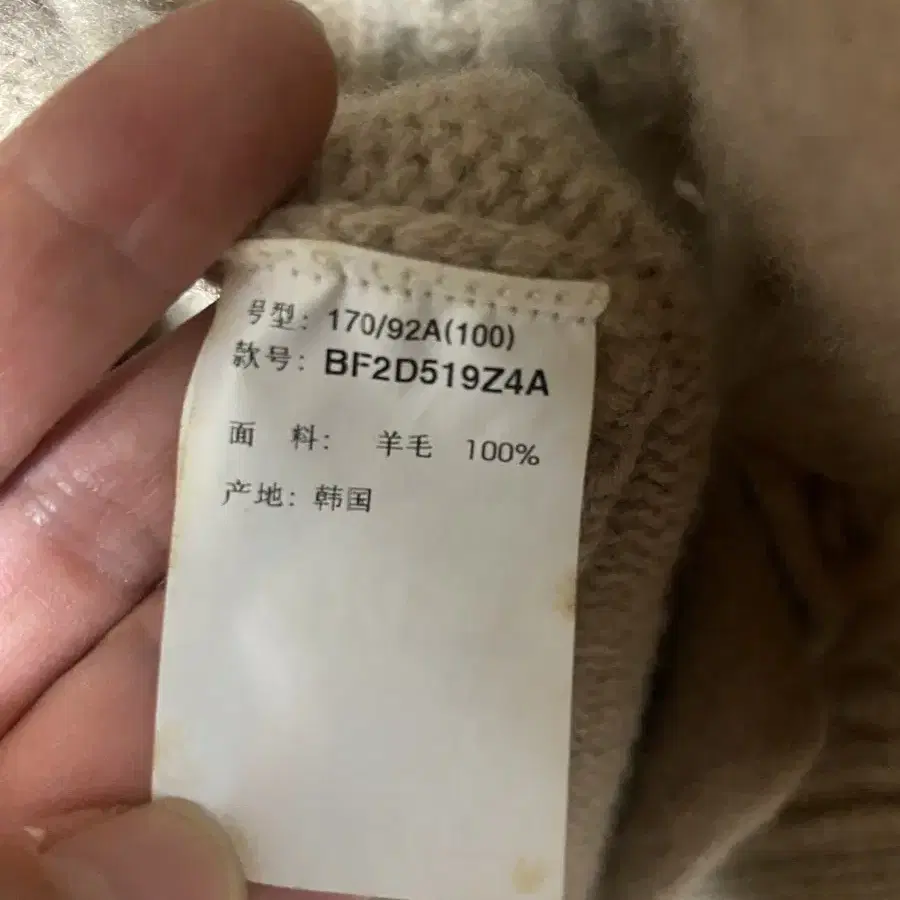 号型: 170/92A(100)
款号: BF2D519Z4A
面 料: 羊毛 100%
产地: 韩国